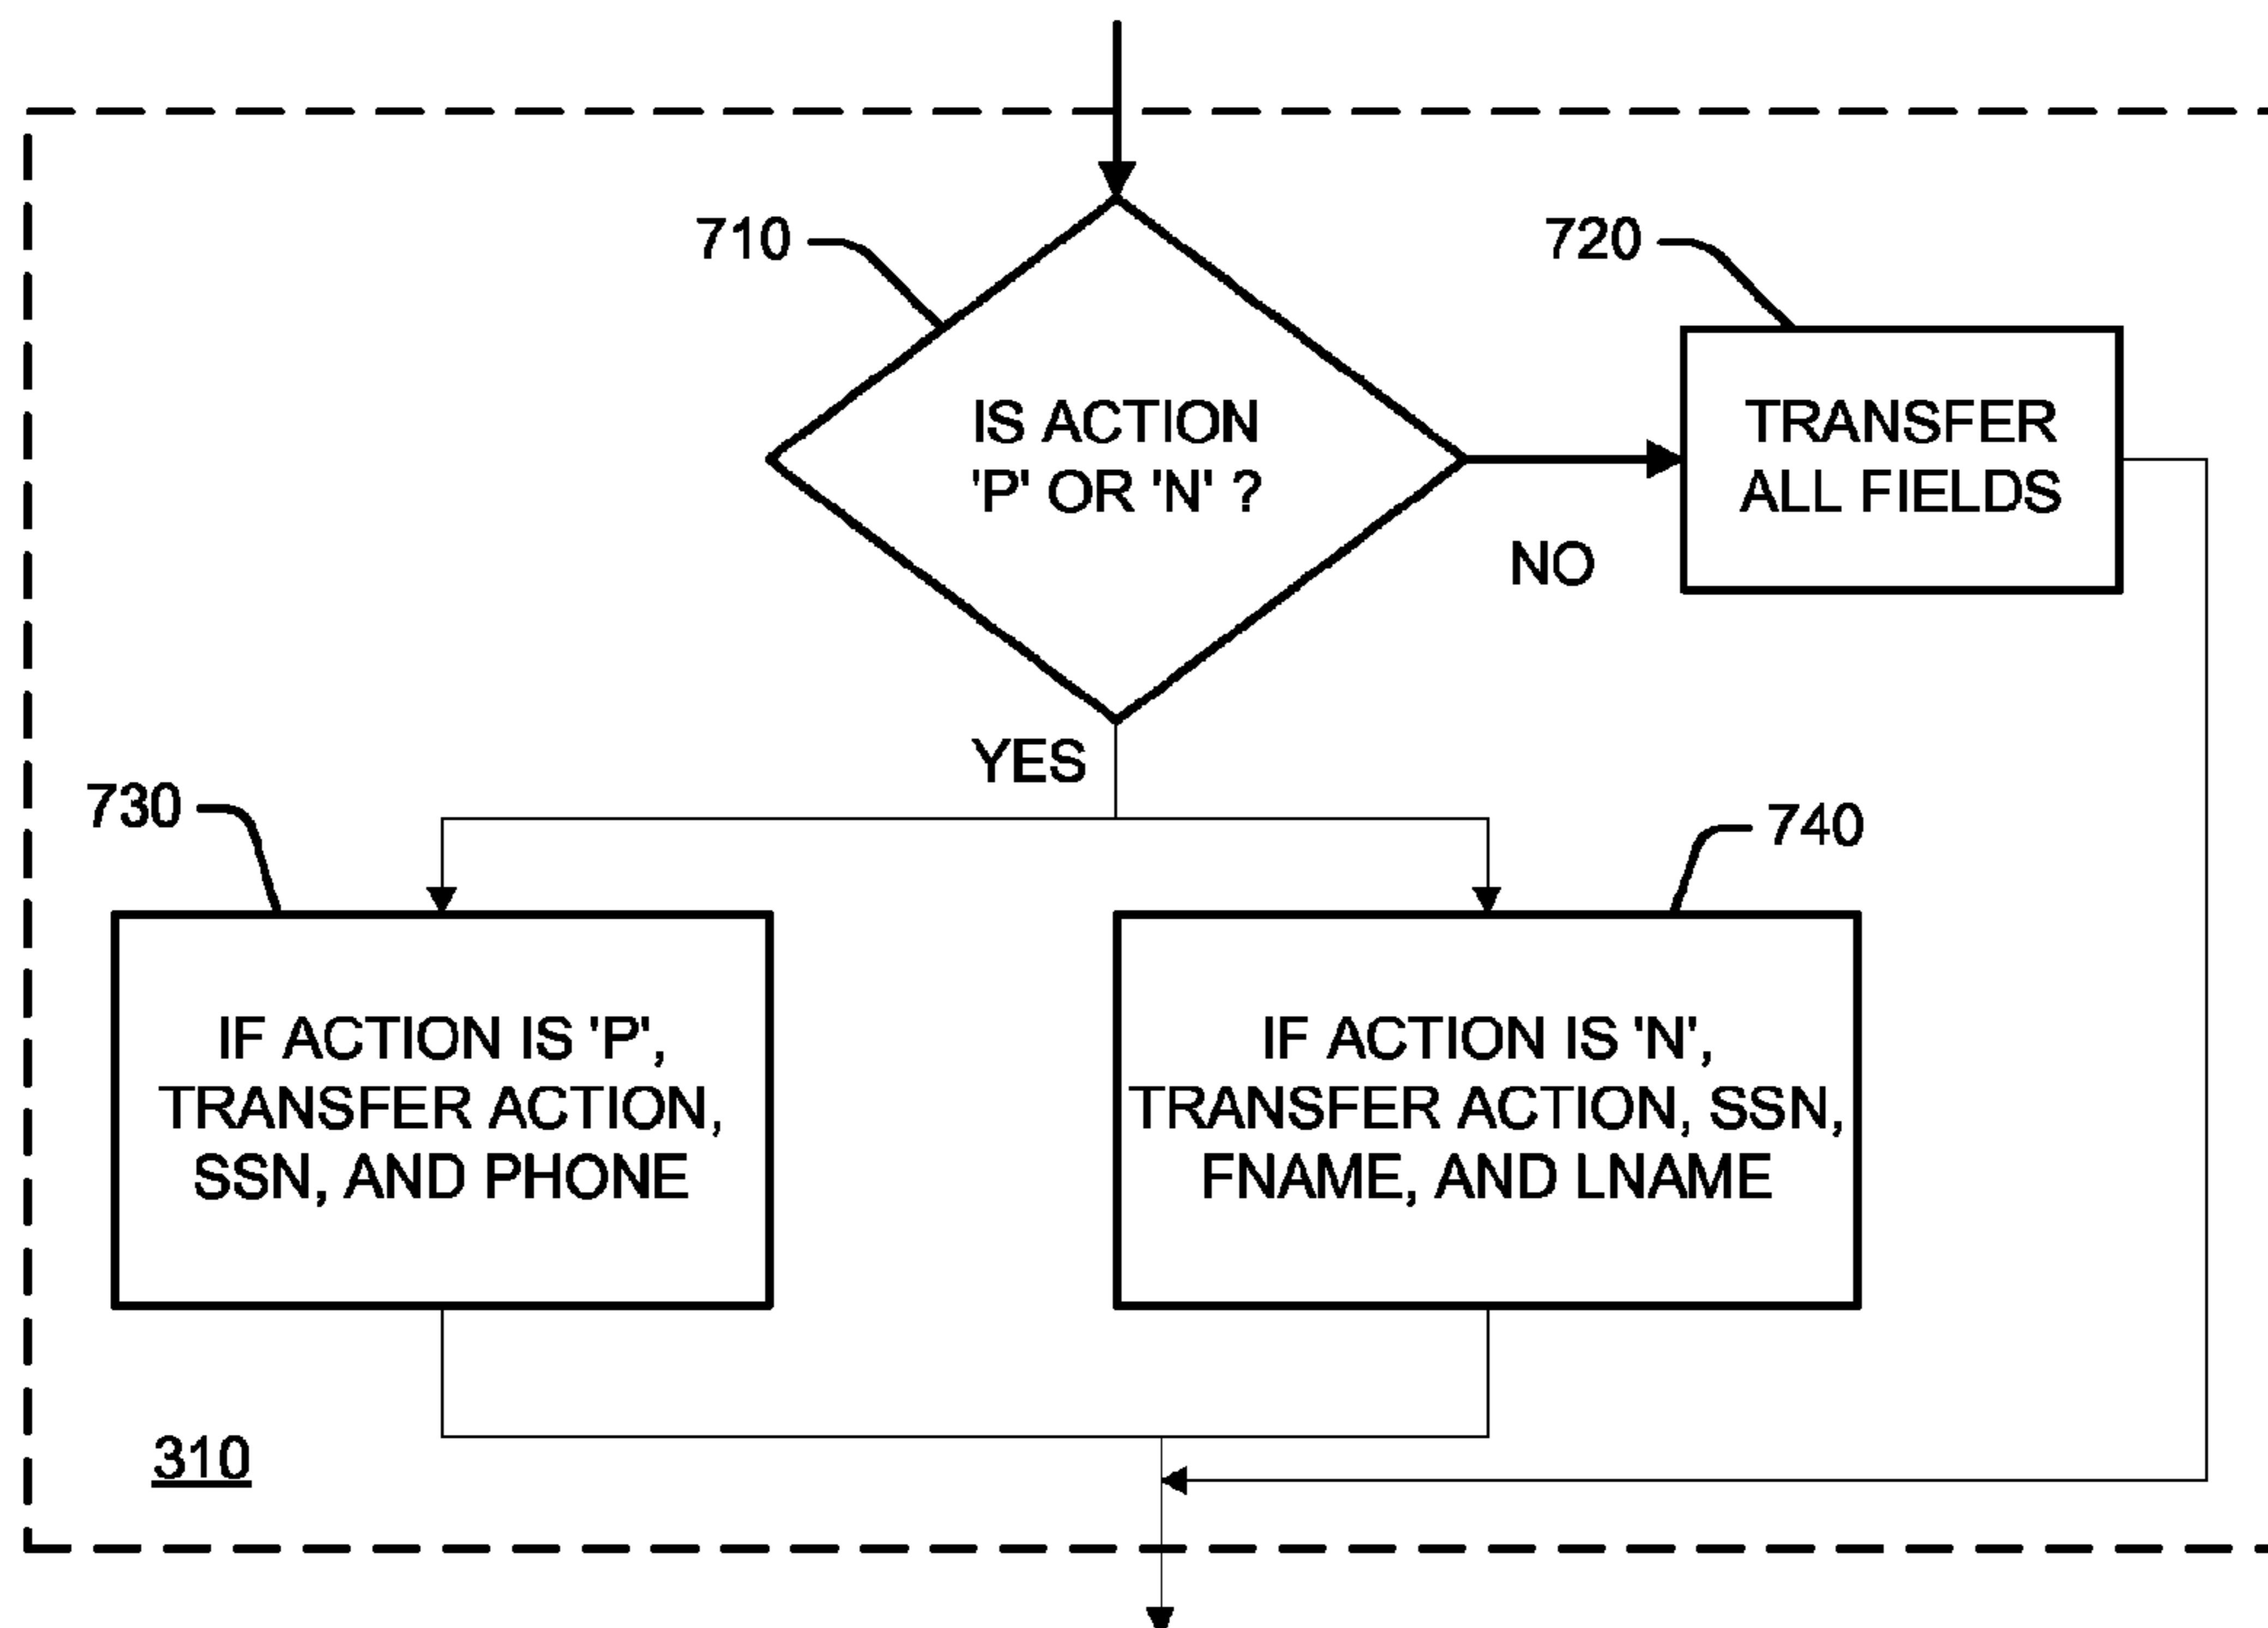 710
720
IS ACTION
'P' OR 'N' ?
TRANSFER
ALL FIELDS
NO
YES
730
740
IF ACTION IS 'P',
TRANSFER ACTION,
SSN, AND PHONE
IF ACTION IS 'N',
TRANSFER ACTION, SSN,
FNAME, AND LNAME
310